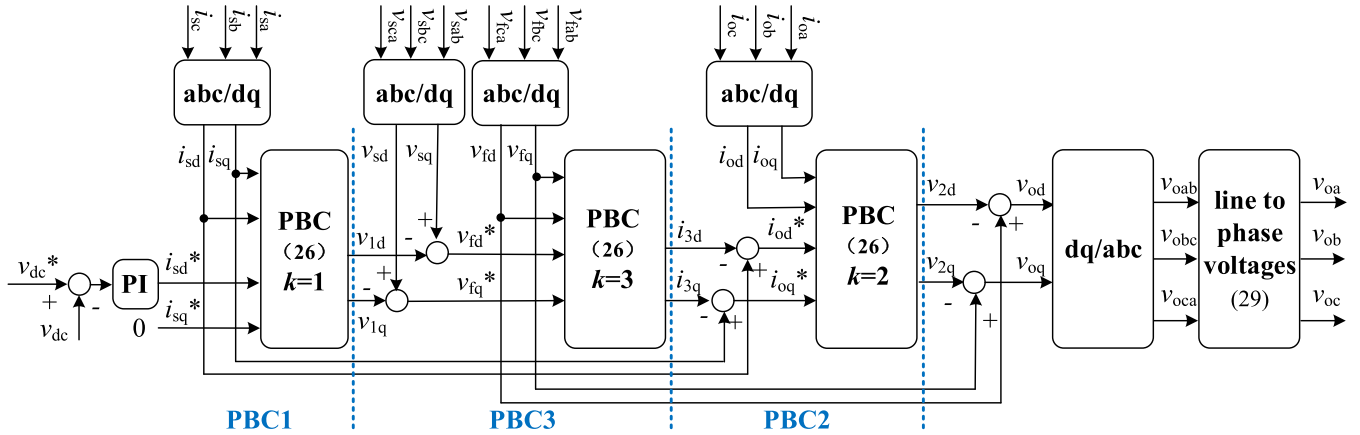 isc isb isa vsca vsbc vsab vfca vfbc vfab ioc iob ioa
abc/dq abc/dq abc/dq abc/dq
isd isq vsd vsq vfd vfq iod ioq
PBC
(26)
k=1
PBC
(26)
k=3
PBC
(26)
k=2
v1d + - vfd* i3d - + iod* v2d - + vod
v1q + - vfq* i3q - + ioq* v2q - + voq
vdc* + - vdc
PI
isd*
isq*
0
dq/abc
voab
vobc
voca
line to
phase
voltages
(29)
voa
vob
voc
PBC1 PBC3 PBC2